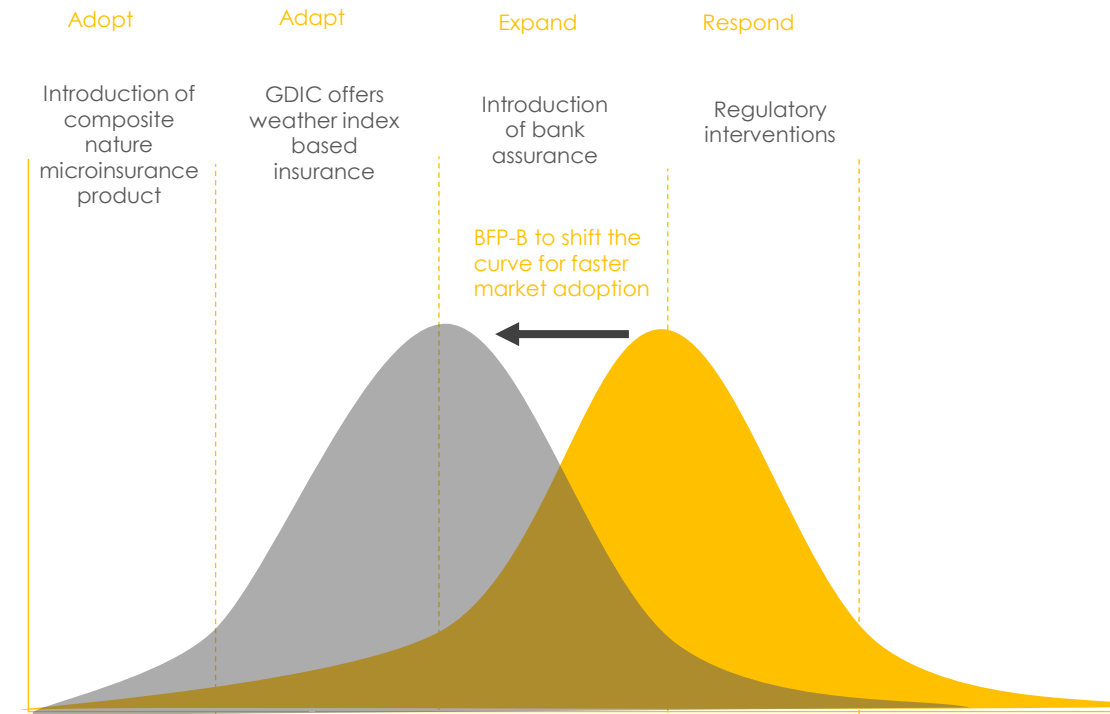 Adopt
Adapt
Expand
Respond
Introduction of
composite
nature
microinsurance
product
GDIC offers
weather index
based
insurance
Introduction
of bank
assurance
Regulatory
interventions
BFP-B to shift the
curve for faster
market adoption